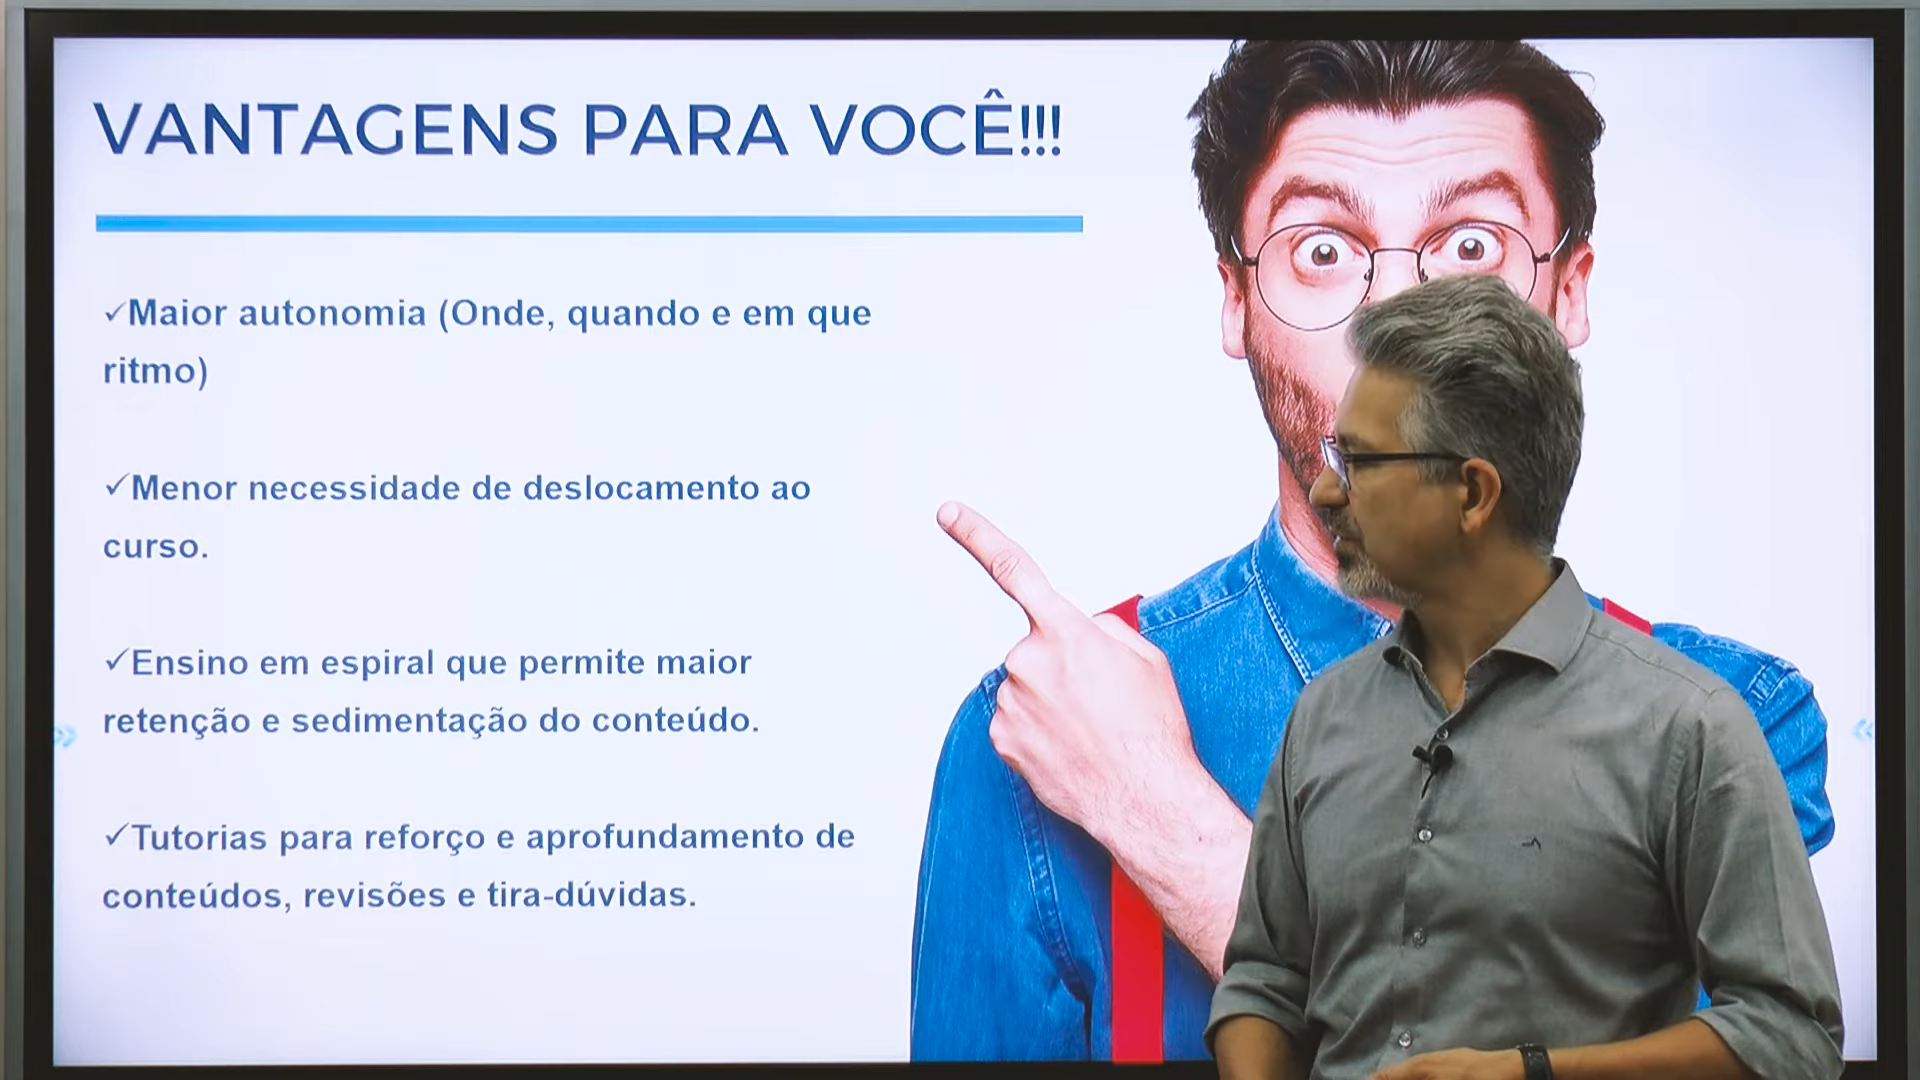 VANTAGENS PARA VOCÊ!!!
✓Maior autonomia (Onde, quando e em que
ritmo)
✓Menor necessidade de deslocamento ao
curso.
✓Ensino em espiral que permite maior
retenção e sedimentação do conteúdo.
✓Tutorias para reforço e aprofundamento de
conteúdos, revisões e tira-dúvidas.